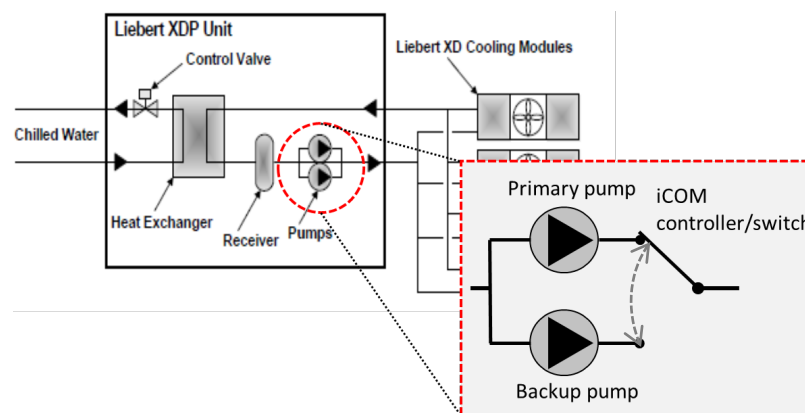 Liebert XDP Unit
Control Valve
Liebert XD Cooling Modules
Chilled Water
Heat Exchanger
Receiver
Pumps
Primary pump
iCOM
controller/switch
Backup pump